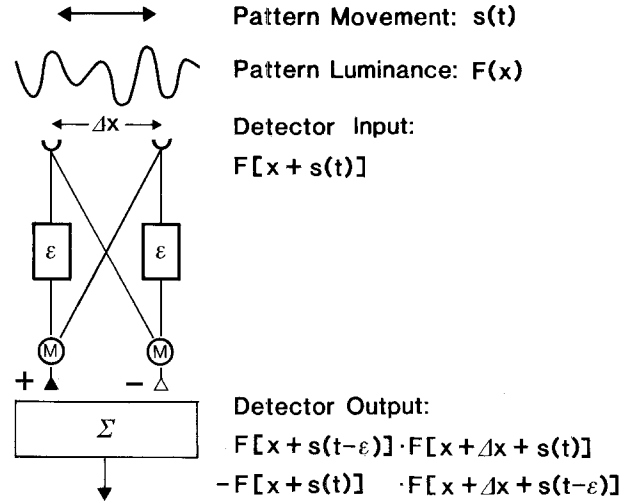 Pattern Movement: s(t)
Pattern Luminance: F(x)
Δx
Detector Input:
F[x + s(t)]
ε ε
M M
+ −
Σ
Detector Output:
F[x + s(t-ε)]·F[x + Δx + s(t)]
-F[x + s(t)] ·F[x + Δx + s(t-ε)]